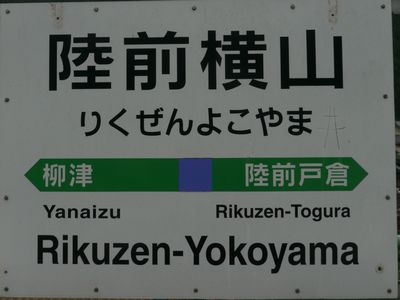 陸前横山
りくぜんよこやま
柳津 陸前戸倉
Yanaizu Rikuzen-Togura
Rikuzen-Yokoyama